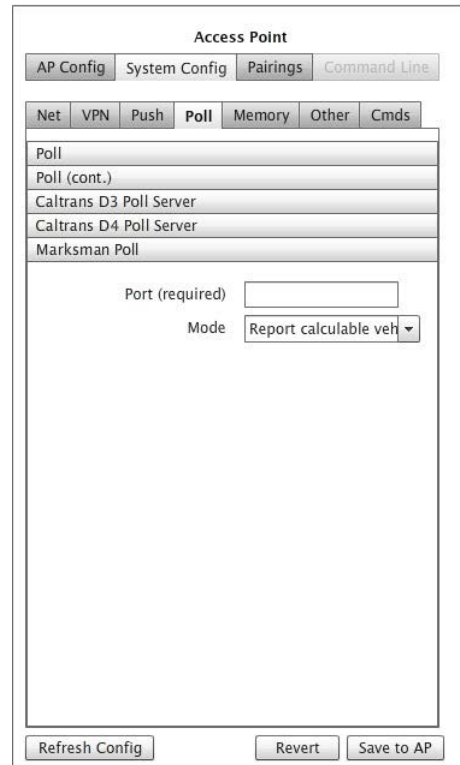 Access Point
AP Config System Config Pairings Command Line
Net VPN Push Poll Memory Other Cmds
Poll
Poll (cont.)
Caltrans D3 Poll Server
Caltrans D4 Poll Server
Marksman Poll
Port (required)
Mode Report calculable veh
Refresh Config Revert Save to AP